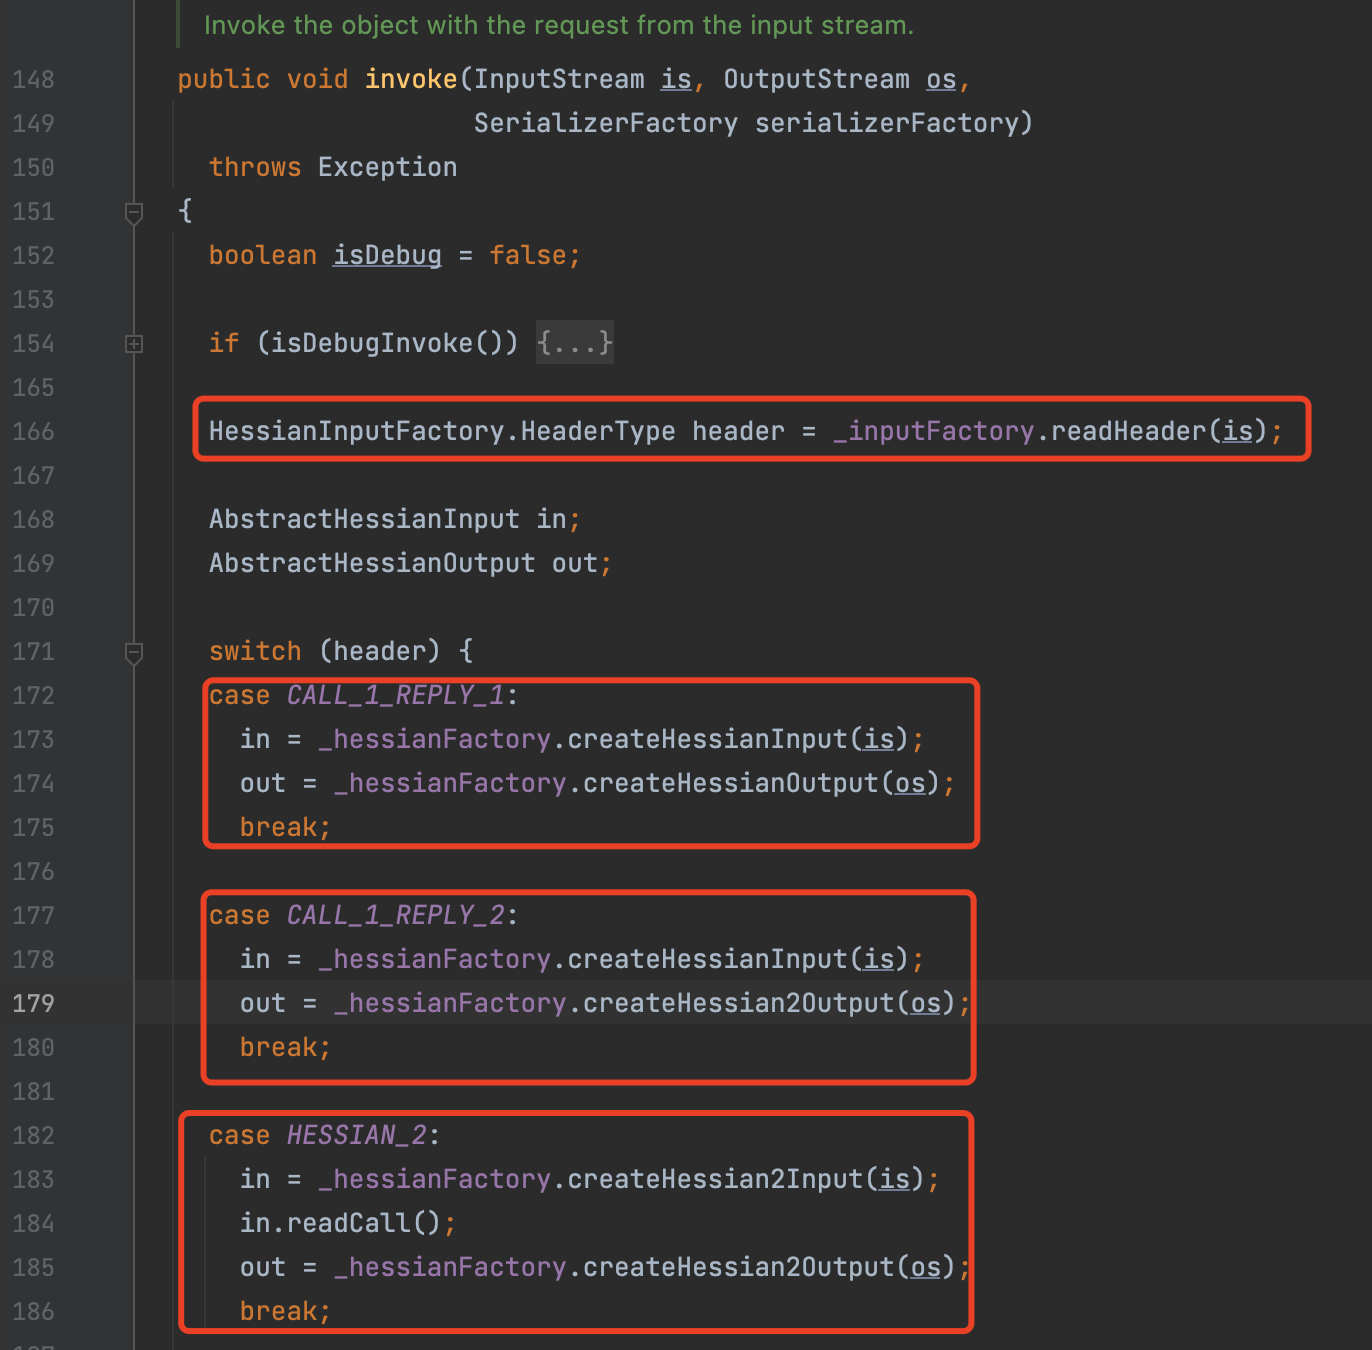 Invoke the object with the request from the input stream.
148 public void invoke(InputStream is, OutputStream os,
149 SerializerFactory serializerFactory)
150 throws Exception
151 {
152 boolean isDebug = false;
153
154 if (isDebugInvoke()) {...}
165
166 HessianInputFactory.HeaderType header = _inputFactory.readHeader(is);
167
168 AbstractHessianInput in;
169 AbstractHessianOutput out;
170
171 switch (header) {
172 case CALL_1_REPLY_1:
173 in = _hessianFactory.createHessianInput(is);
174 out = _hessianFactory.createHessianOutput(os);
175 break;
176
177 case CALL_1_REPLY_2:
178 in = _hessianFactory.createHessianInput(is);
179 out = _hessianFactory.createHessian2Output(os);
180 break;
181
182 case HESSIAN_2:
183 in = _hessianFactory.createHessian2Input(is);
184 in.readCall();
185 out = _hessianFactory.createHessian2Output(os);
186 break;